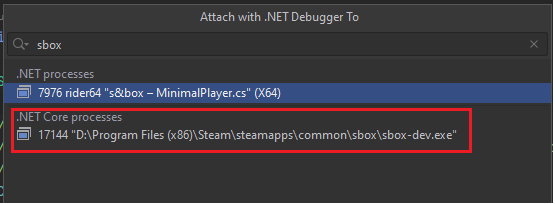 Attach with .NET Debugger To
sbox
.NET processes
7976 rider64 "s&box – MinimalPlayer.cs" (X64)
.NET Core processes
17144 "D:\Program Files (x86)\Steam\steamapps\common\sbox\sbox-dev.exe"